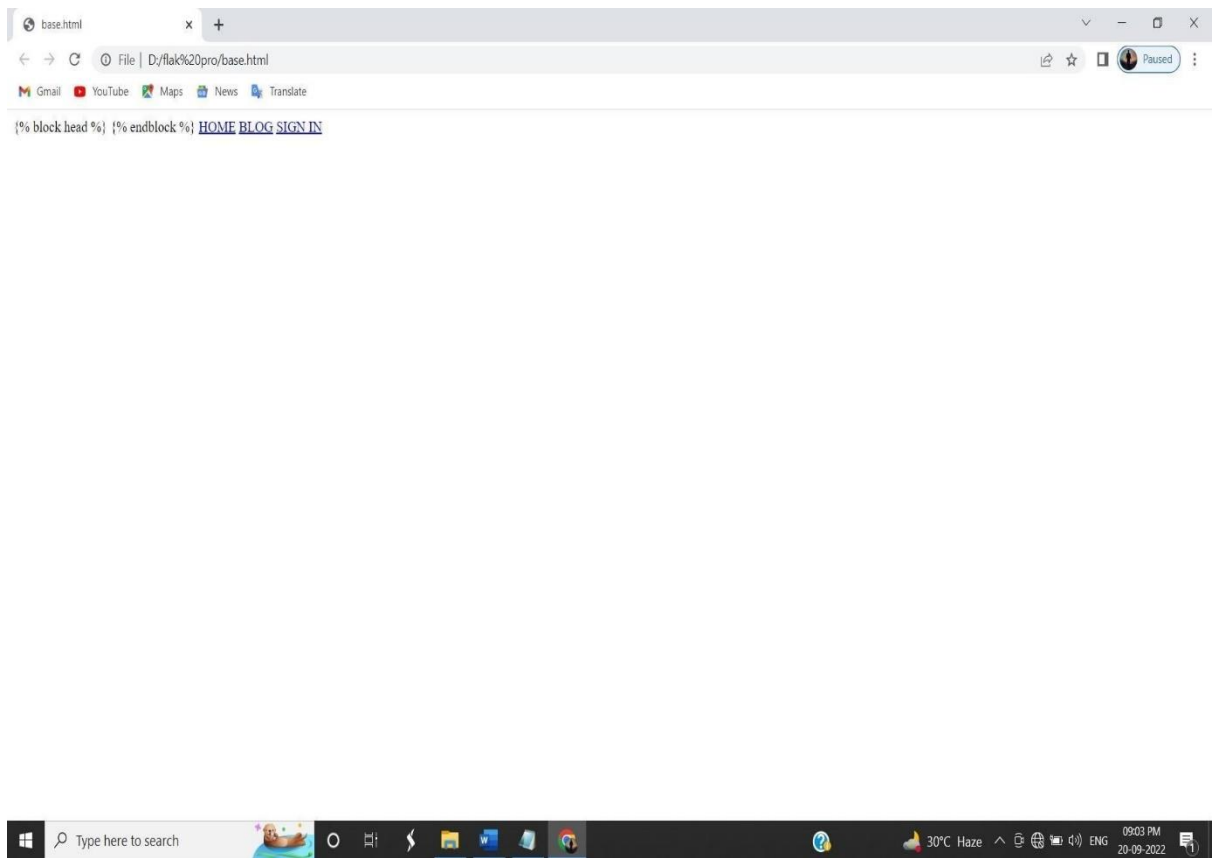 base.html
File | D:/flak%20pro/base.html
Paused
Gmail YouTube Maps News Translate
{% block head %} {% endblock %} HOME BLOG SIGN IN
Type here to search
30°C Haze
ENG
09:03 PM
20-09-2022
1